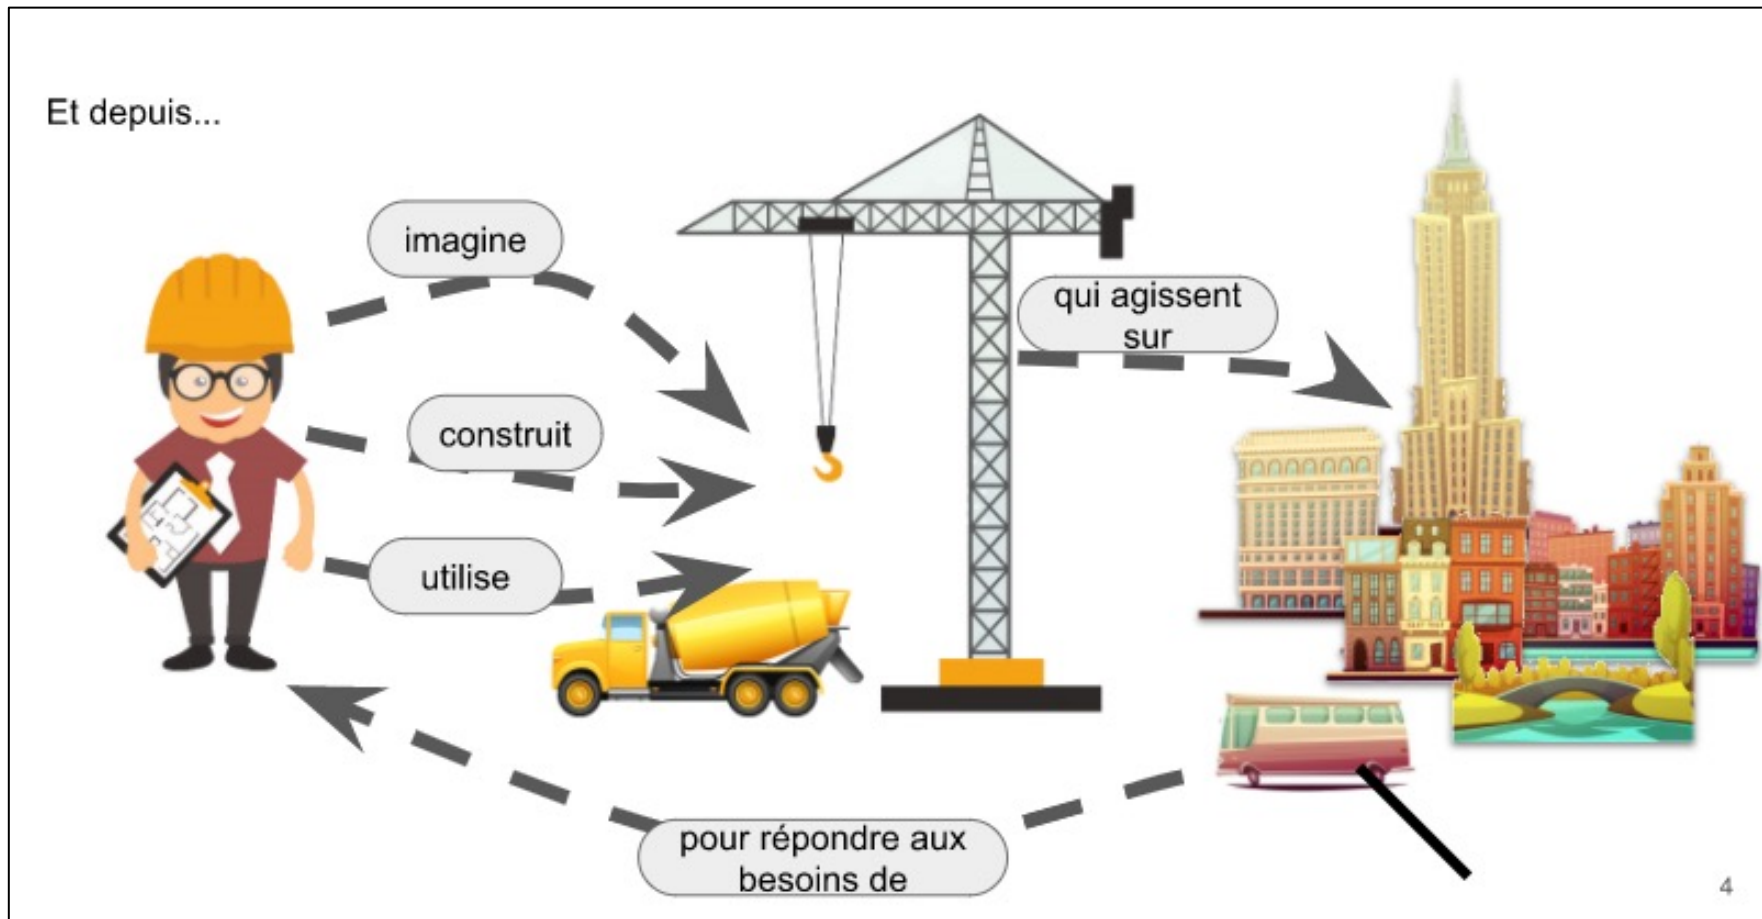 Et depuis...
imagine
qui agissent
sur
construit
utilise
pour répondre aux
besoins de
4